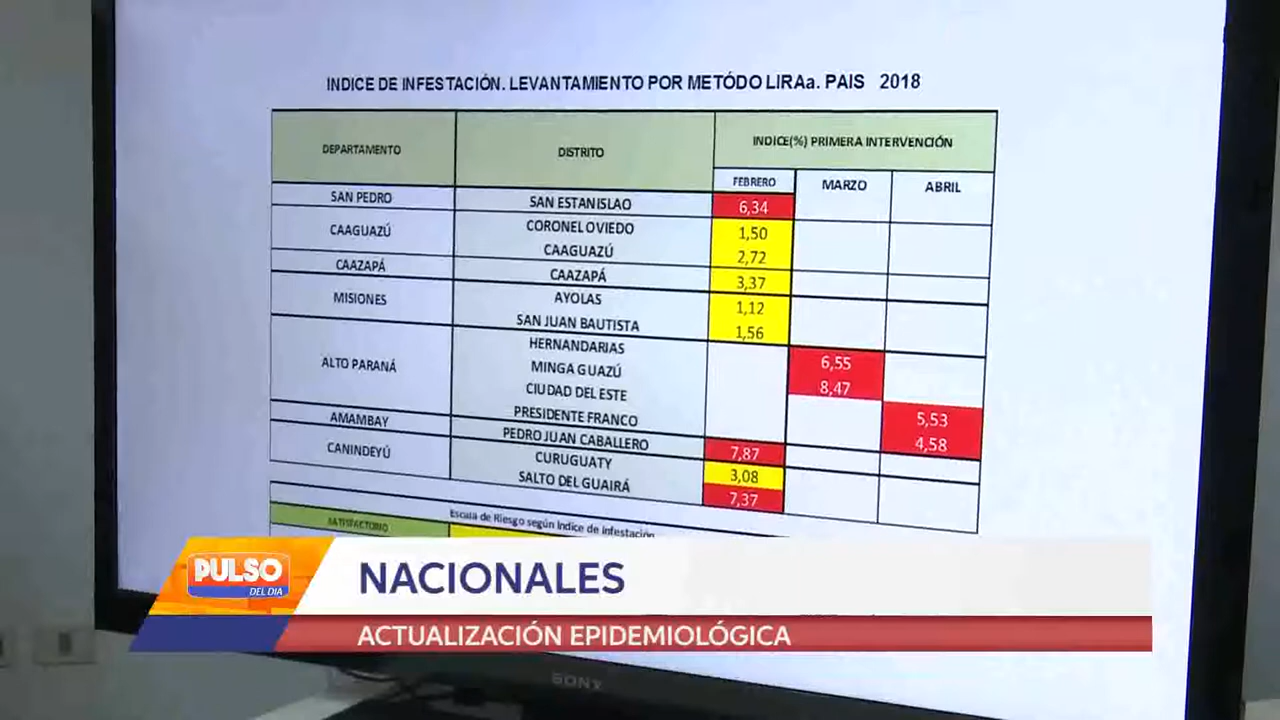 INDICE DE INFESTACIÓN. LEVANTAMIENTO POR METÓDO LIRAa. PAIS 2018
DEPARTAMENTO DISTRITO INDICE(%) PRIMERA INTERVENCIÓN
FEBRERO MARZO ABRIL
SAN PEDRO SAN ESTANISLAO 6,34
CAAGUAZÚ CORONEL OVIEDO 1,50
CAAGUAZÚ 2,72
CAAZAPÁ CAAZAPÁ 3,37
MISIONES AYOLAS 1,12
SAN JUAN BAUTISTA 1,56
ALTO PARANÁ HERNANDARIAS 6,55
MINGA GUAZÚ 8,47
CIUDAD DEL ESTE 5,53
PRESIDENTE FRANCO 4,58
AMAMBAY PEDRO JUAN CABALLERO 7,87
CANINDEYÚ CURUGUATY 3,08
SALTO DEL GUAIRÁ 7,37
Escala de Riesgo según Indice de Infestación
SATISFACTORIO
PULSO
DEL DIA
NACIONALES
ACTUALIZACIÓN EPIDEMIOLÓGICA
SONY